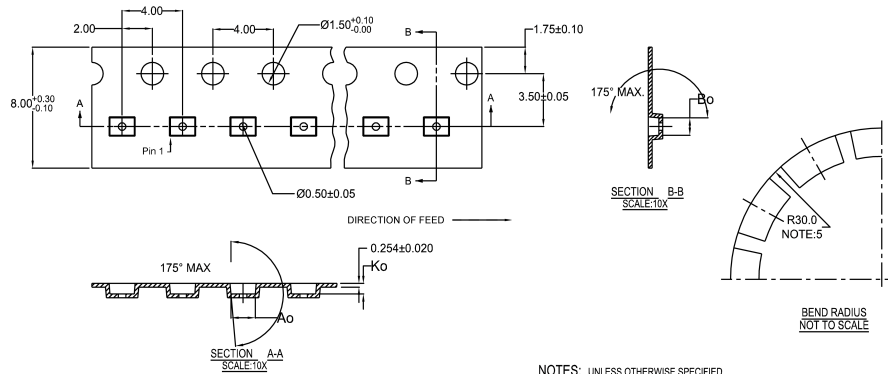 4.00
2.00
4.00
Ø1.50 +0.10 -0.00
B
1.75±0.10
8.00 +0.30 -0.10
A
A
3.50±0.05
Pin 1
Ø0.50±0.05
B
DIRECTION OF FEED
175° MAX.
Bo
SECTION B-B
SCALE:10X
R30.0
NOTE:5
BEND RADIUS
NOT TO SCALE
175° MAX
0.254±0.020
Ko
Ao
SECTION A-A
SCALE:10X
NOTES: UNLESS OTHERWISE SPECIFIED